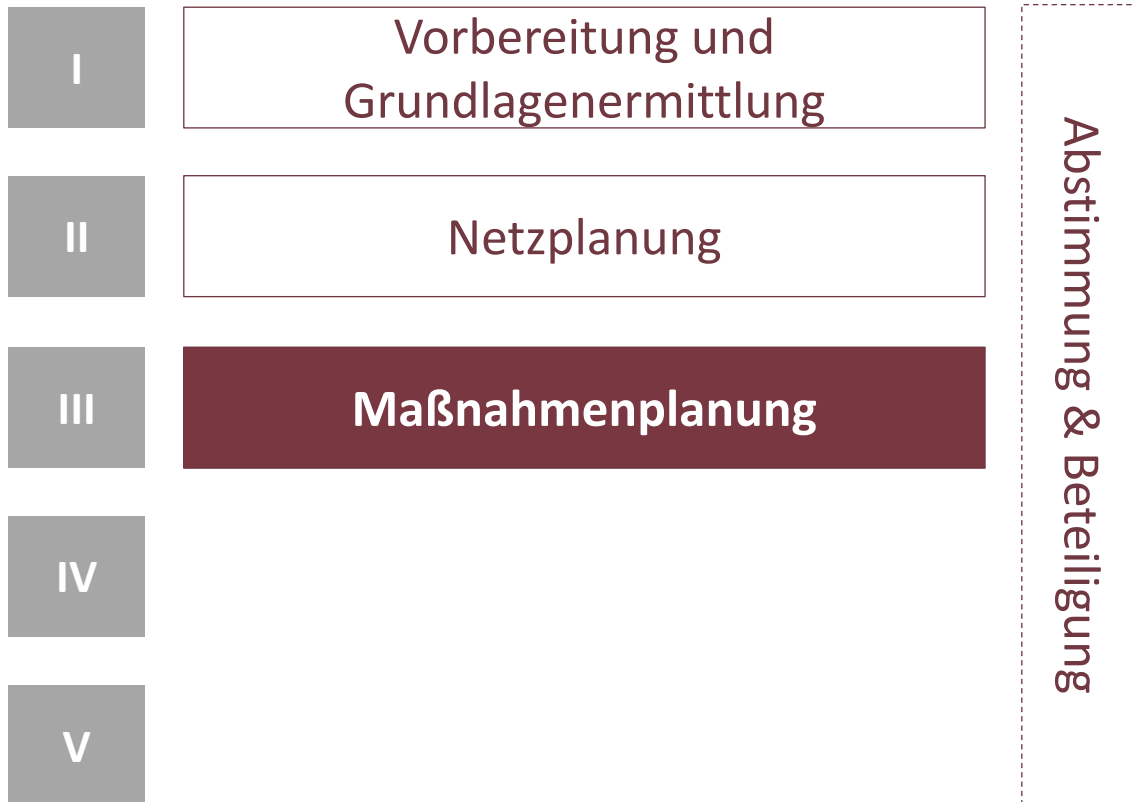 I
Vorbereitung und
Grundlagenermittlung
II
Netzplanung
III
Maßnahmenplanung
IV
V
Abstimmung & Beteiligung